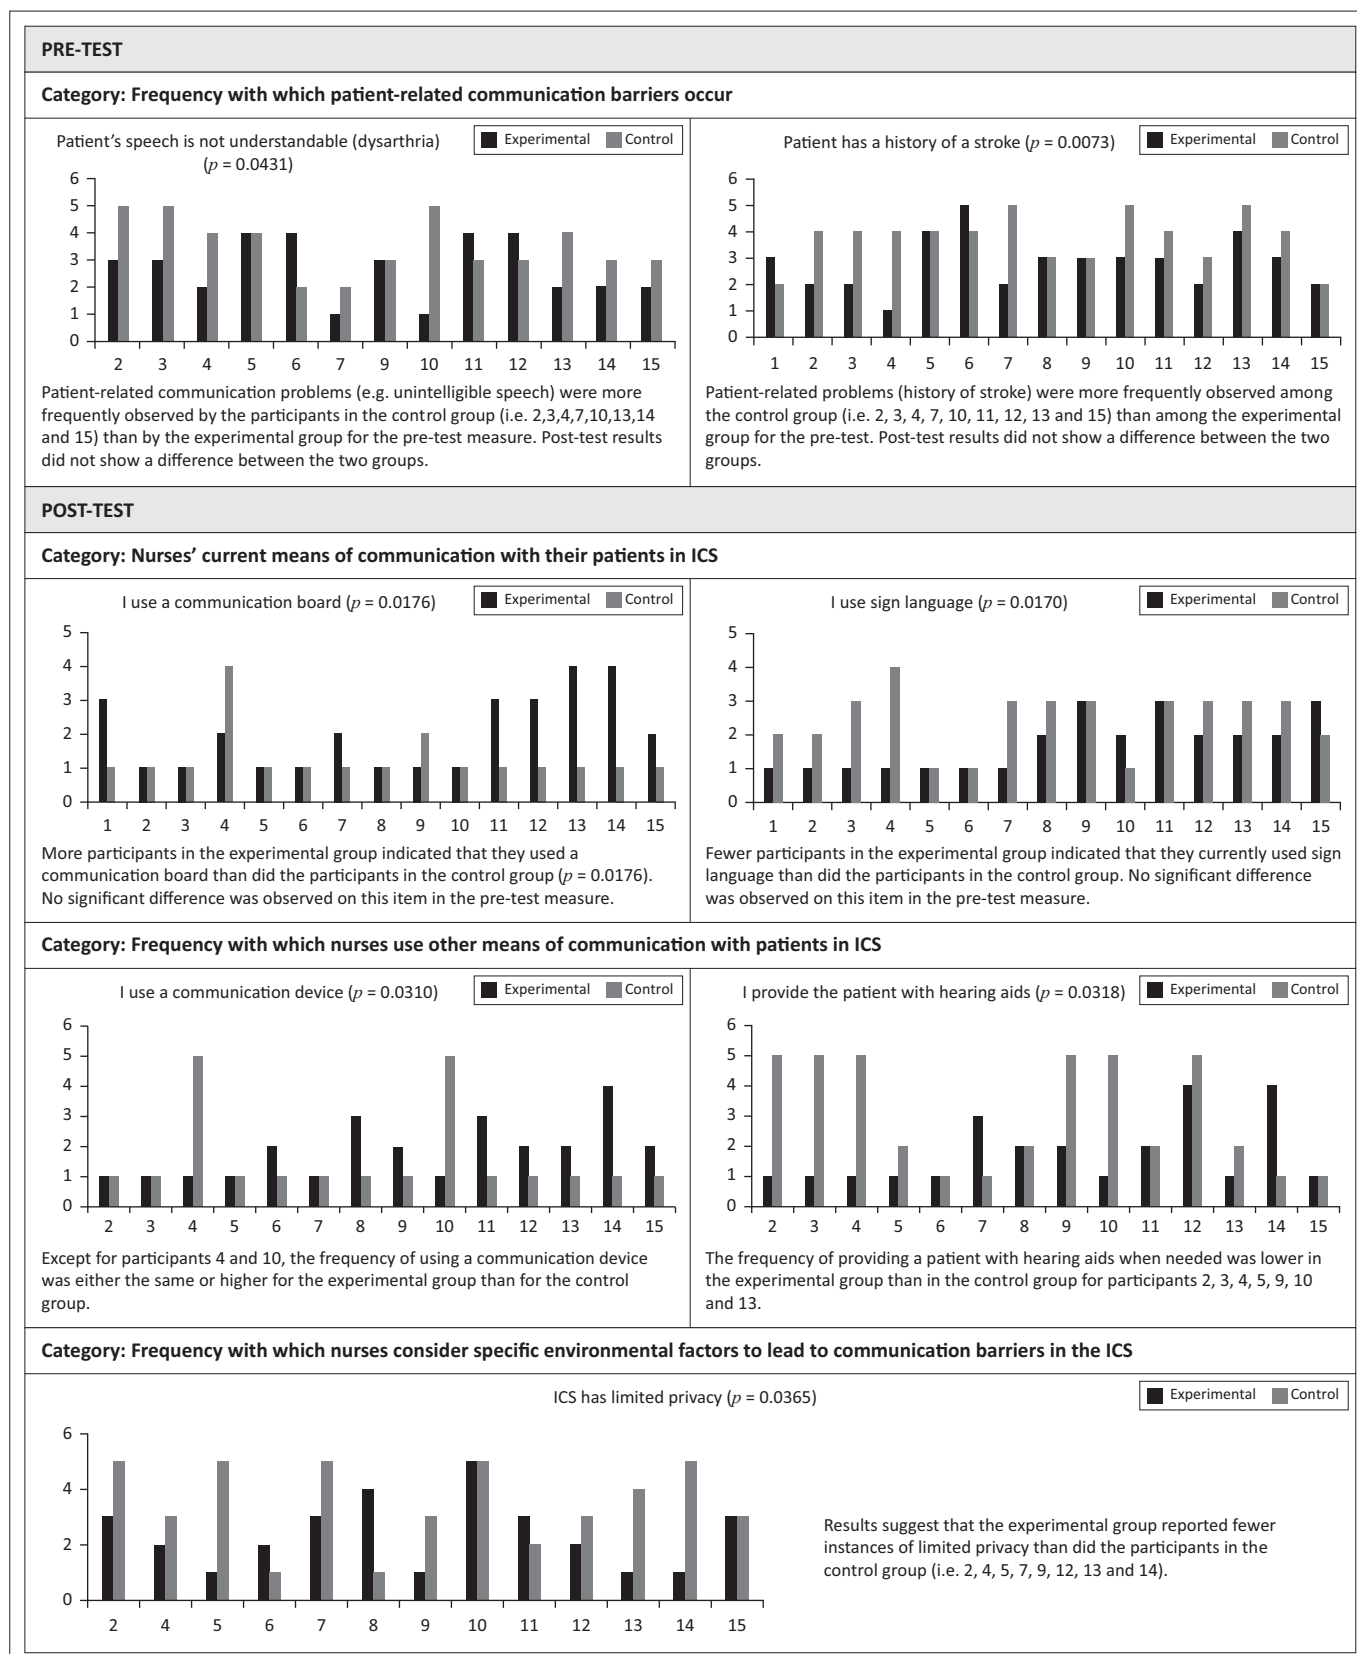 PRE-TEST
Category: Frequency with which patient-related communication barriers occur
Patient's speech is not understandable (dysarthria)
(p = 0.0431)
Experimental Control
6
5
4
3
2
1
0
2 3 4 5 6 7 9 10 11 12 13 14 15
Patient-related communication problems (e.g. unintelligible speech) were more
frequently observed by the participants in the control group (i.e. 2,3,4,7,10,13,14
and 15) than by the experimental group for the pre-test measure. Post-test results
did not show a difference between the two groups.
Patient has a history of a stroke (p = 0.0073)
Experimental Control
6
5
4
3
2
1
0
1 2 3 4 5 6 7 8 9 10 11 12 13 14 15
Patient-related problems (history of stroke) were more frequently observed among
the control group (i.e. 2, 3, 4, 7, 10, 11, 12, 13 and 15) than among the experimental
group for the pre-test. Post-test results did not show a difference between the two
groups.
POST-TEST
Category: Nurses' current means of communication with their patients in ICS
I use a communication board (p = 0.0176)
Experimental Control
5
4
3
2
1
0
1 2 3 4 5 6 7 8 9 10 11 12 13 14 15
More participants in the experimental group indicated that they used a
communication board than did the participants in the control group (p = 0.0176).
No significant difference was observed on this item in the pre-test measure.
I use sign language (p = 0.0170)
Experimental Control
5
4
3
2
1
0
1 2 3 4 5 6 7 8 9 10 11 12 13 14 15
Fewer participants in the experimental group indicated that they currently used sign
language than did the participants in the control group. No significant difference
was observed on this item in the pre-test measure.
Category: Frequency with which nurses use other means of communication with patients in ICS
I use a communication device (p = 0.0310)
Experimental Control
6
5
4
3
2
1
0
2 3 4 5 6 7 8 9 10 11 12 13 14 15
Except for participants 4 and 10, the frequency of using a communication device
was either the same or higher for the experimental group than for the control
group.
I provide the patient with hearing aids (p = 0.0318)
Experimental Control
6
5
4
3
2
1
0
2 3 4 5 6 7 8 9 10 11 12 13 14 15
The frequency of providing a patient with hearing aids when needed was lower in
the experimental group than in the control group for participants 2, 3, 4, 5, 9, 10
and 13.
Category: Frequency with which nurses consider specific environmental factors to lead to communication barriers in the ICS
ICS has limited privacy (p = 0.0365)
Experimental Control
6
4
2
0
2 4 5 6 7 8 9 10 11 12 13 14 15
Results suggest that the experimental group reported fewer
instances of limited privacy than did the participants in the
control group (i.e. 2, 4, 5, 7, 9, 12, 13 and 14).